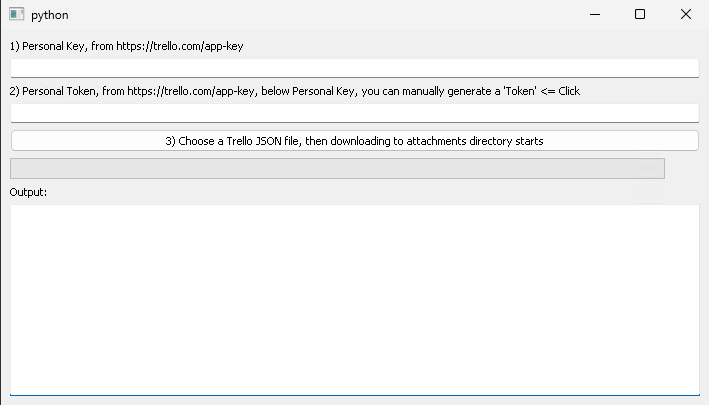 python
1) Personal Key, from https://trello.com/app-key
2) Personal Token, from https://trello.com/app-key, below Personal Key, you can manually generate a 'Token' <= Click
3) Choose a Trello JSON file, then downloading to attachments directory starts
Output: